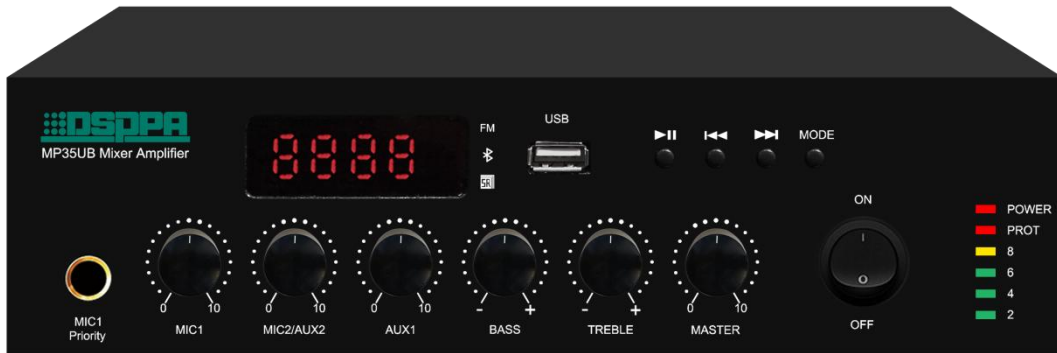 DSPPA
MP35UB Mixer Amplifier
8888
FM
USB
MODE
MIC1
Priority
0 10
MIC1
0 10
MIC2/AUX2
0 10
AUX1
- +
BASS
- +
TREBLE
0 10
MASTER
ON
I
O
OFF
POWER
PROT
8
6
4
2